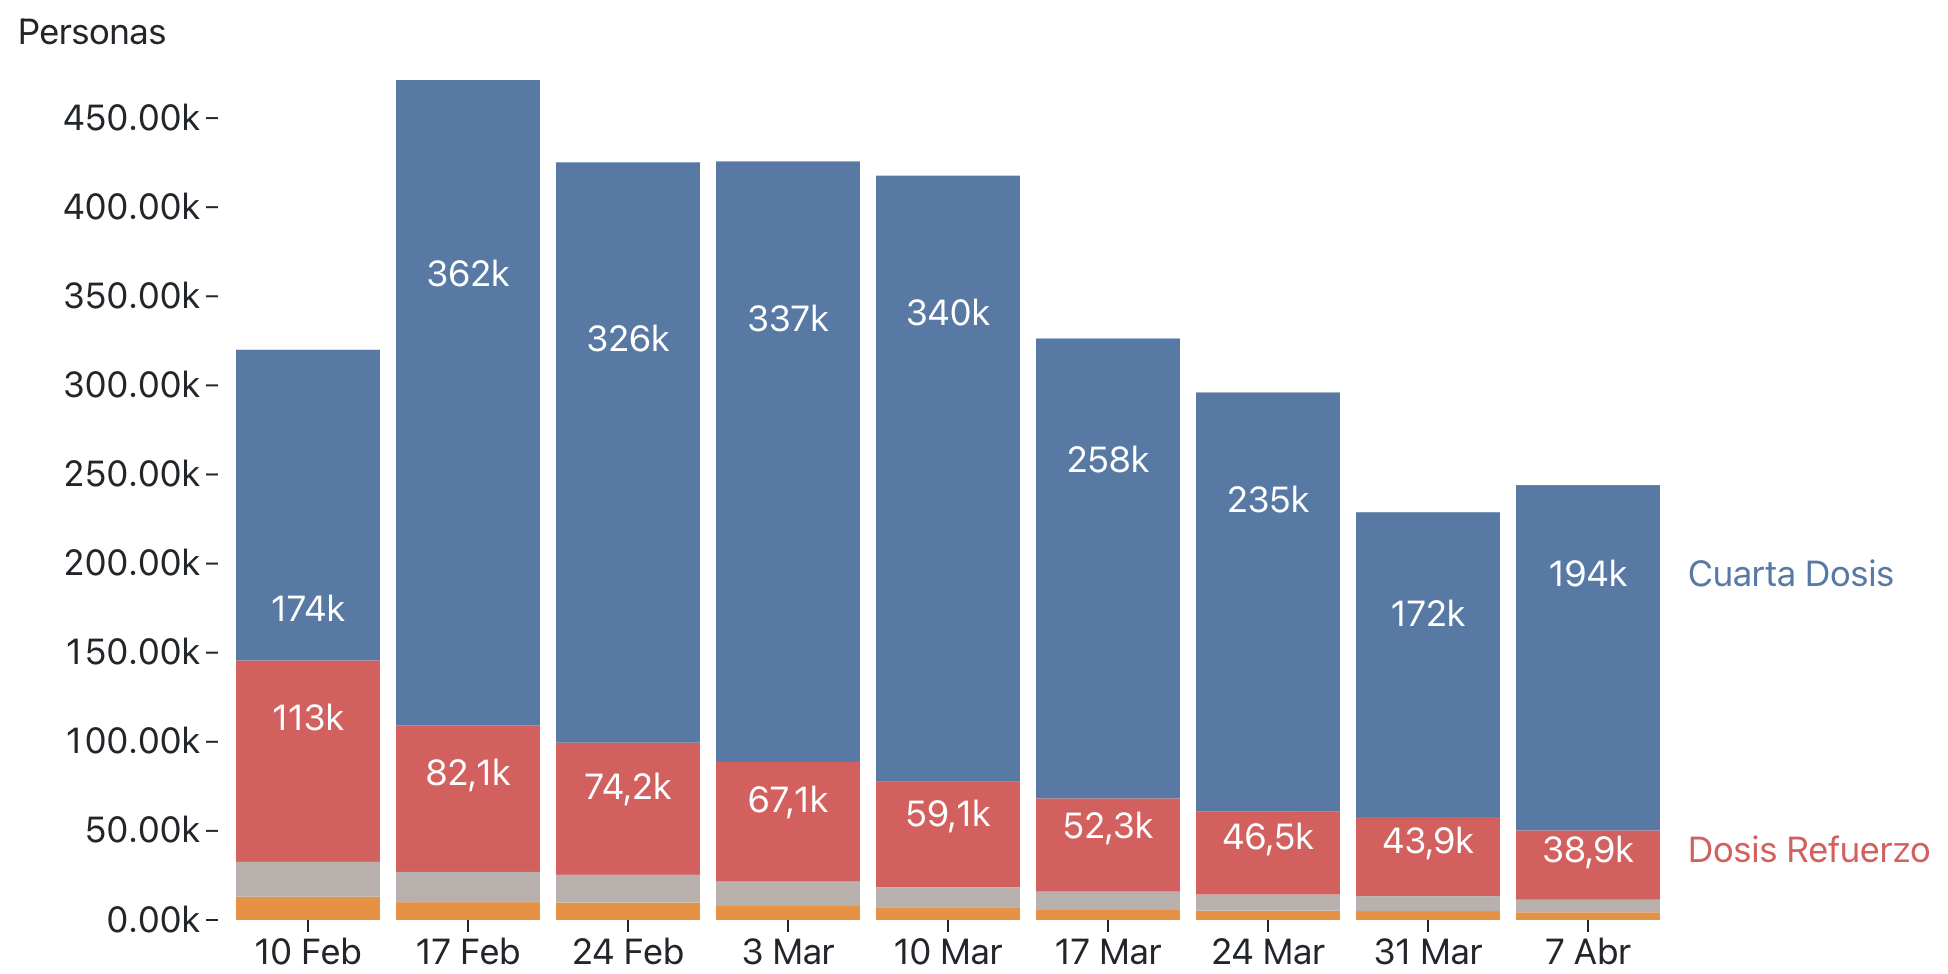 Personas
450.00k
400.00k
350.00k
300.00k
250.00k
200.00k
150.00k
100.00k
50.00k
0.00k
174k
362k
326k
337k
340k
258k
235k
172k
194k
113k
82,1k
74,2k
67,1k
59,1k
52,3k
46,5k
43,9k
38,9k
Cuarta Dosis
Dosis Refuerzo
10 Feb
17 Feb
24 Feb
3 Mar
10 Mar
17 Mar
24 Mar
31 Mar
7 Abr